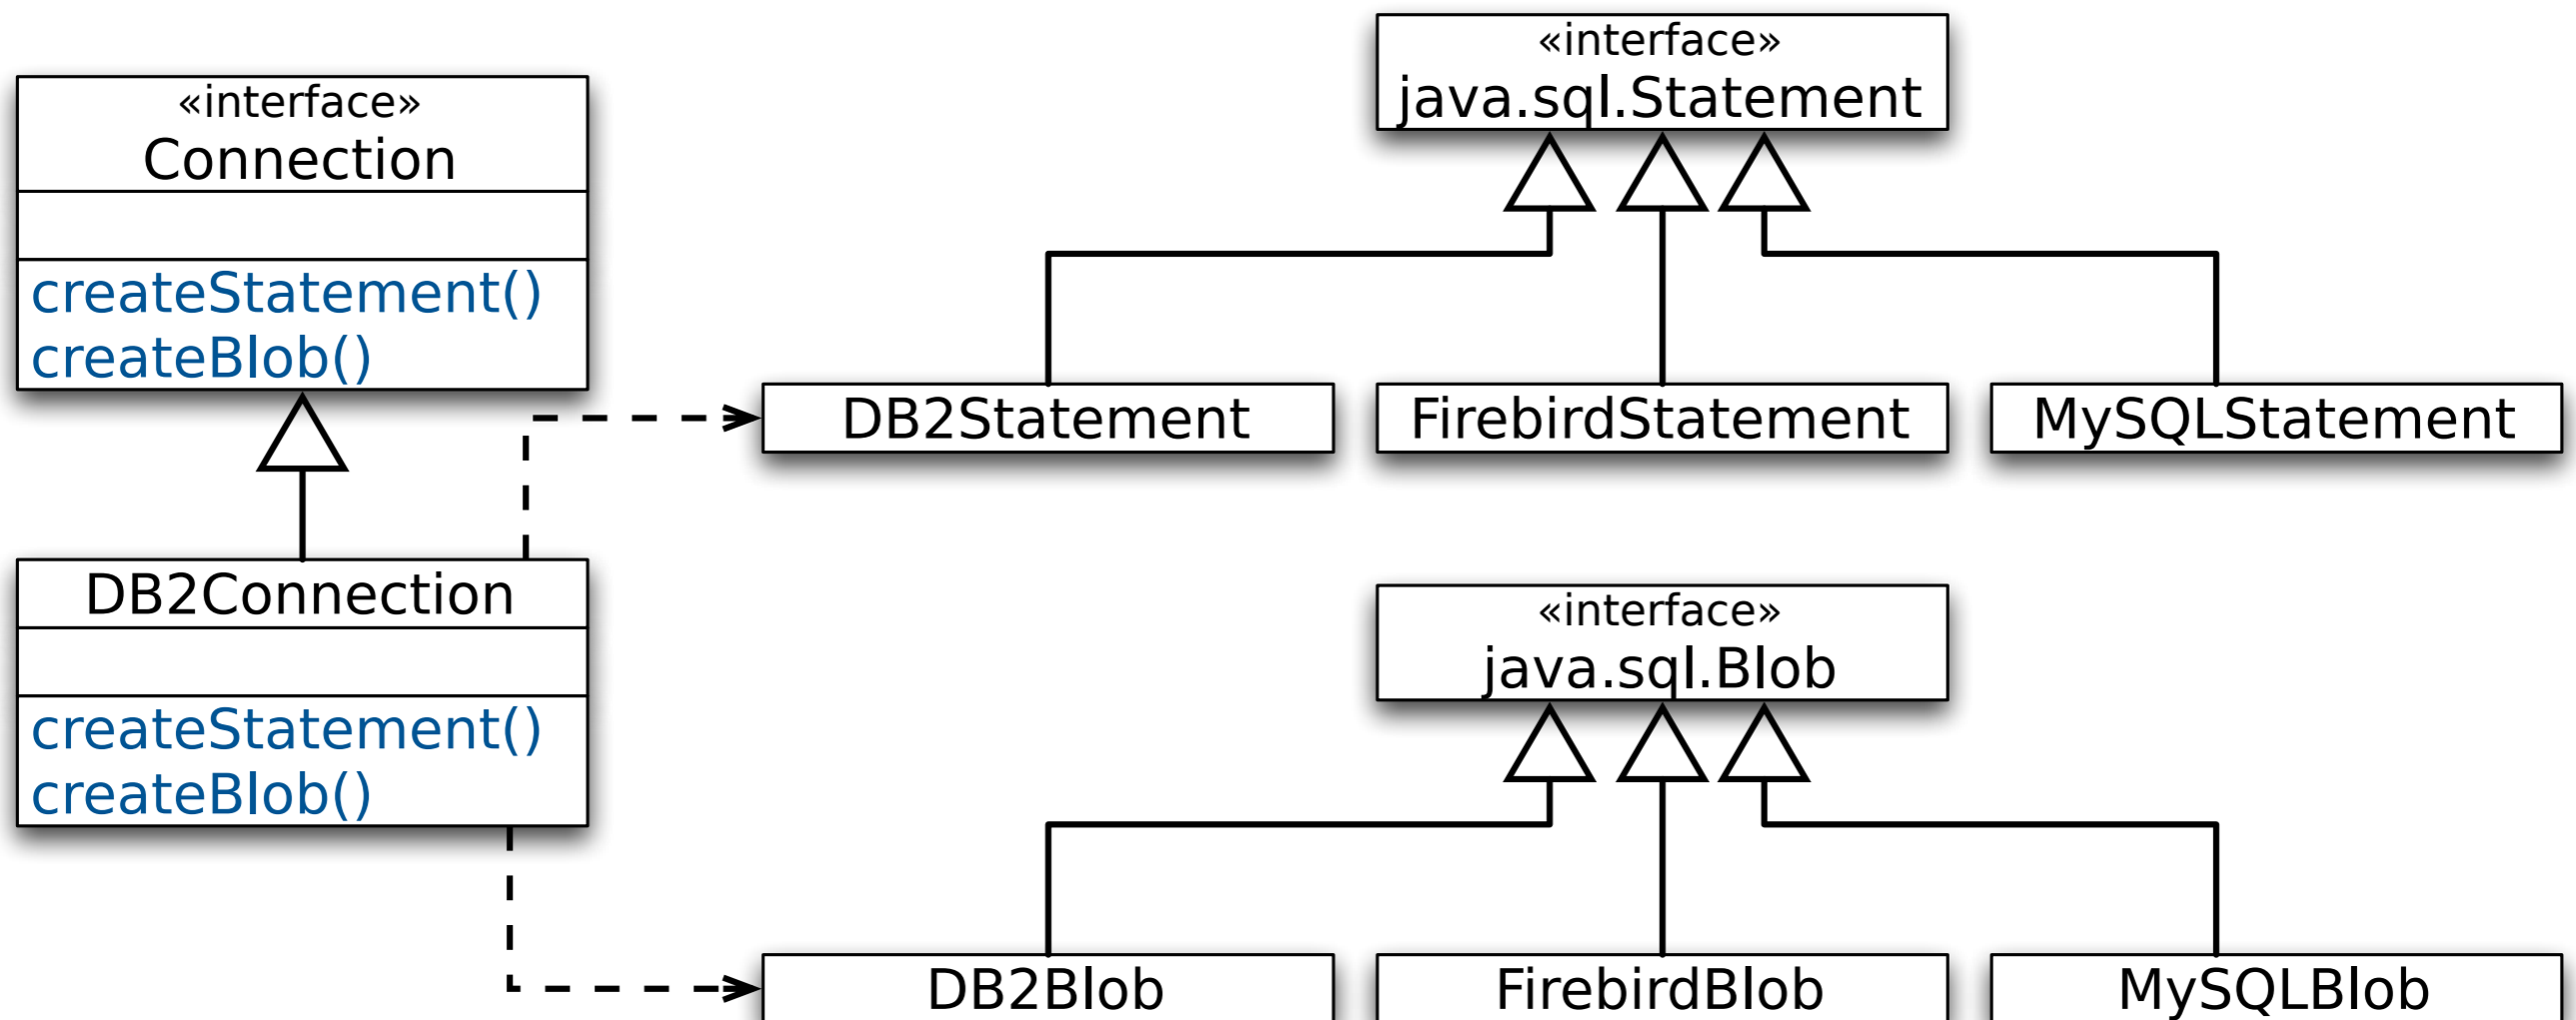 «interface»
Connection
createStatement()
createBlob()
DB2Connection
createStatement()
createBlob()
«interface»
java.sql.Statement
DB2Statement
FirebirdStatement
MySQLStatement
«interface»
java.sql.Blob
DB2Blob
FirebirdBlob
MySQLBlob